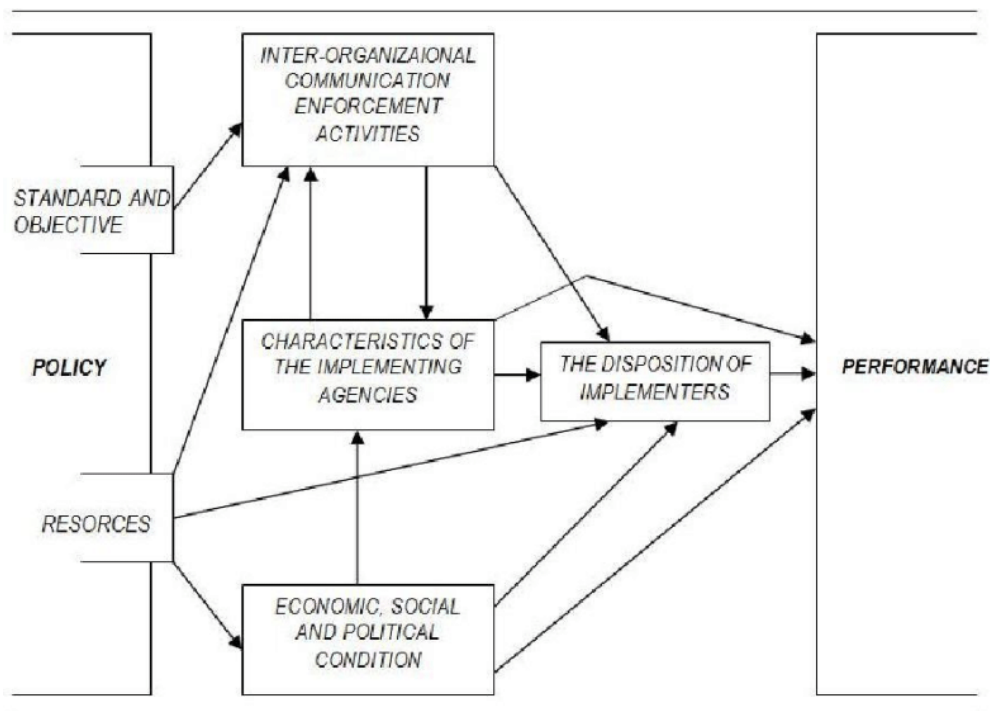 INTER-ORGANIZAIONAL
COMMUNICATION
ENFORCEMENT
ACTIVITIES
STANDARD AND
OBJECTIVE
POLICY
CHARACTERISTICS OF
THE IMPLEMENTING
AGENCIES
THE DISPOSITION OF
IMPLEMENTERS
PERFORMANCE
RESORCES
ECONOMIC, SOCIAL
AND POLITICAL
CONDITION